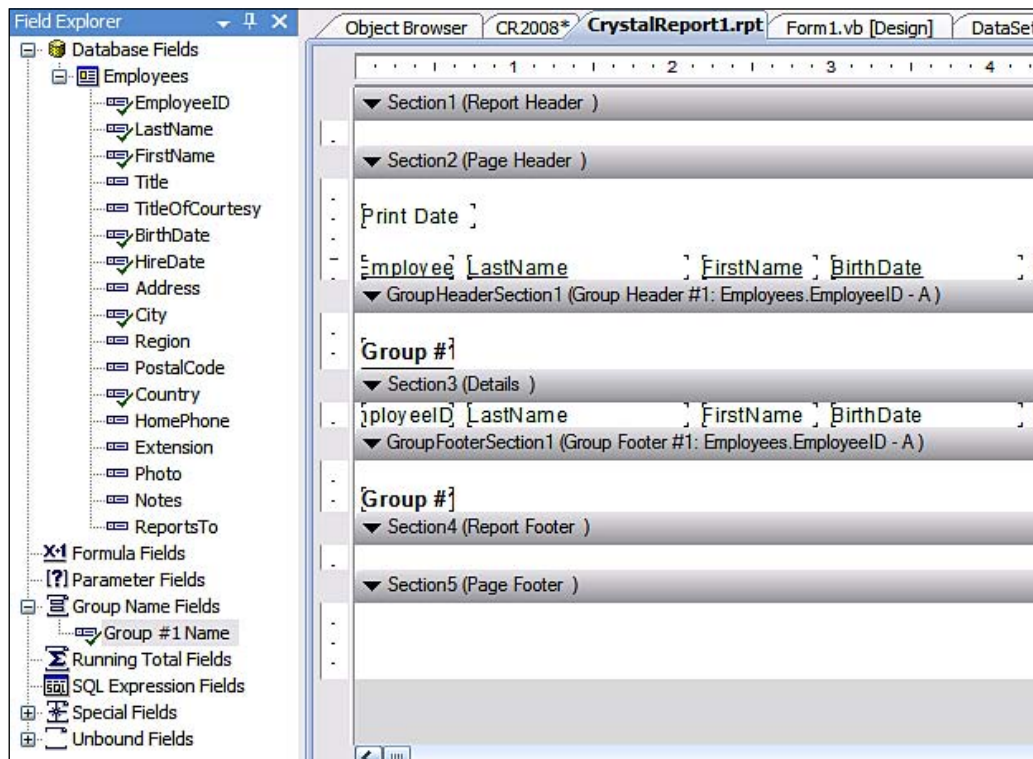 Field Explorer
Database Fields
Employees
EmployeeID
LastName
FirstName
Title
TitleOfCourtesy
BirthDate
HireDate
Address
City
Region
PostalCode
Country
HomePhone
Extension
Photo
Notes
ReportsTo
Formula Fields
Parameter Fields
Group Name Fields
Group #1 Name
Running Total Fields
SQL Expression Fields
Special Fields
Unbound Fields
Object Browser CR2008* CrystalReport1.rpt Form1.vb [Design] DataSet
1 2 3 4
Section1 (Report Header )
Section2 (Page Header )
Print Date
Employee LastName FirstName BirthDate
GroupHeaderSection1 (Group Header #1: Employees.EmployeeID - A )
Group #1
Section3 (Details )
ployeeID LastName FirstName BirthDate
GroupFooterSection1 (Group Footer #1: Employees.EmployeeID - A )
Group #1
Section4 (Report Footer )
Section5 (Page Footer )